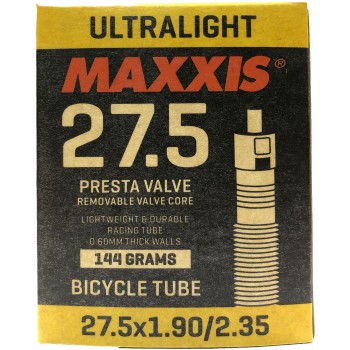 ULTRALIGHT
MAXXIS®
27.5
PRESTA VALVE
REMOVABLE VALVE CORE
LIGHTWEIGHT & DURABLE
RACING TUBE
0.60MM THICK WALLS
144 GRAMS
BICYCLE TUBE
27.5x1.90/2.35